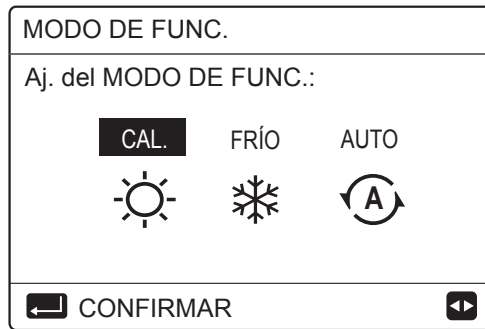 MODO DE FUNC.
Aj. del MODO DE FUNC.:
CAL. FRÍO AUTO
A
CONFIRMAR